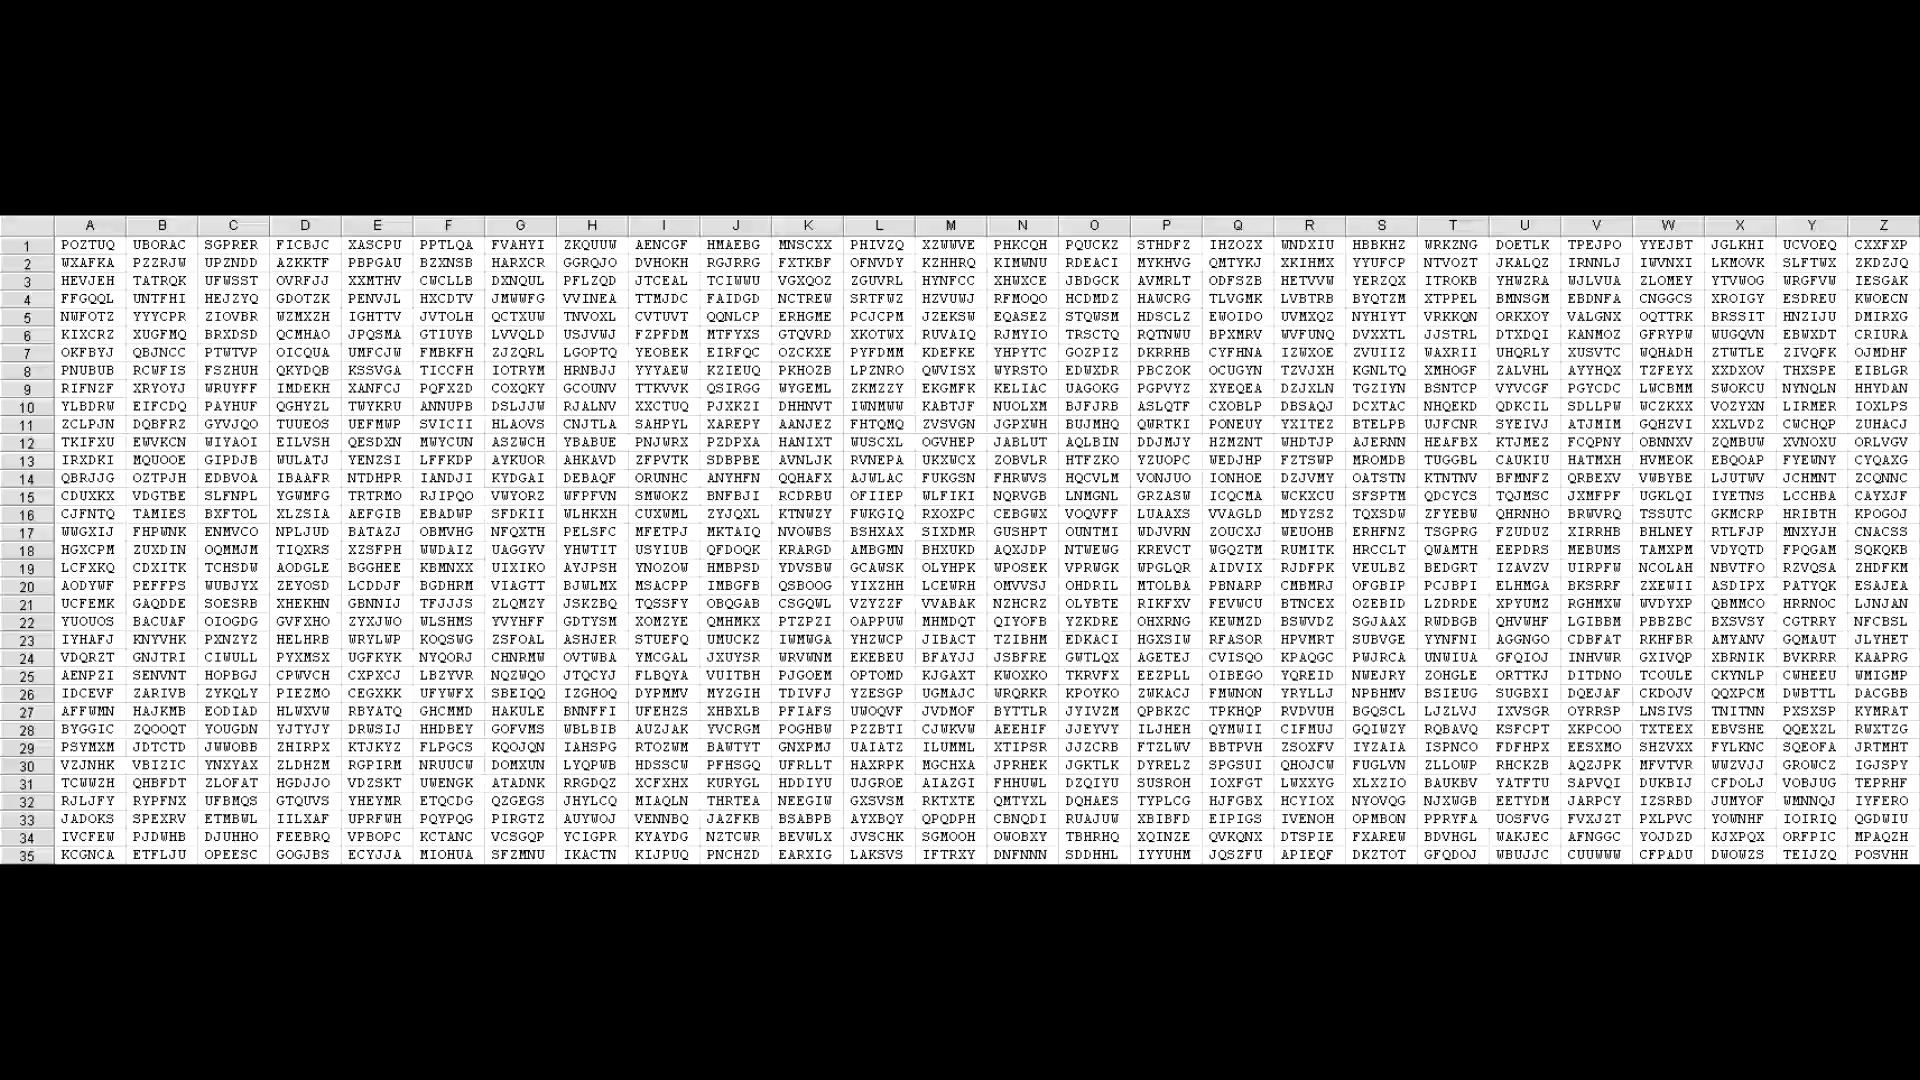 A B C D E F G H I J K L M N O P Q R S T U V W X Y Z
1 POZTUQ UBORAC SGPRER FICBJC XASCPU PPTLQA FVAHYI ZKQUUW AENCGF HMAEBG MNSCXX PHIVZQ XZWWVE PHKCQH PQUCKZ STHDFZ IHZOZX WNDXIU HBBKHZ WRKZNG DOETLK TPEJPO YYEJBT JGLKHI UCVOEQ CXXFXP
2 WXAFKA PZZRJW UPZNDD AZKKTF PBPGAU BZXNSB HARXCR GGRQJO DVHOKH RGJRRG FXTKBF OFNVDY KZHHRQ KIMWNU RDEACI MYKHVG QMTYKJ XKIHMX YYUFCP NTVOZT JKALQZ IRNNLJ IWVNXI LKMOVK SLFTWX ZKDZJQ
3 HEVJEH TATRQK UFWSST OVRFJJ XXMTHV CWCLLB DXNQUL PFLZQD JTCEAL TCIWWU VGXQOZ ZGUVRL HYNFCC XHWXCE JBDGCK AVMRLT ODFSZB HETVVW YERZQX ITROKB YHWZRA WJLVUA ZLOMEY YTVWOG WRGFVW IESGAK
4 FFGQQL UNTFHI HEJZYQ GDOTZK PENVJL HXCDTV JMWWFG VVINEA TTMJDC FAIDGD NCTREW SRTFWZ HZVUWJ RFMOQO HCDMDZ HAWCRG TLVGMK LVBTRB BYQTZM XTPPEL BMNSGM EBDNFA CNGGCS XROIGY ESDREU KWOECN
5 NWFOTZ YYYCPR ZIOVBR WZMXZH IGHTTV JVTOLH QCTXUW TNVOXL CVTUVT QQNLCP ERHGME PCJCPM JZEKSW EQASEZ STQWSM HDSCLZ EWOIDO UVMXQZ NYHIYT VRKKQN ORKXOY VALGNX OQTTRK BRSSIT HNZIJU DMIRXG
6 KIXCRZ XUGFMQ BRXDSD QCMHAO JPQSMA GTIUYB LVVQLD USJVWJ FZPFDM MTFYXS GTQVRD XKOTWX RUVAIQ RJMYIO TRSCTQ RQTNWU BPXMRV WVFUNQ DVXXTL JJSTRL DTXDQI KANMOZ GFRYPW WUGQVN EBWXDT CRIURA
7 OKFBYJ QBJNCC PTWTVP OICQUA UMFCJW FMBKFH ZJZQRL LGOPTQ YEOBEK EIRFQC OZCKXE PYFDMM KDEFKE YHPYTC GOZPIZ DKRRHB CYFHNA IZWXOE ZVUIIZ WAXRII UHQRLY XUSVTC WQHADH ZTWTLE ZIVQFK OJMDHF
8 PNUBUB RCWFIS FSZHUH QKYDQB KSSVGA TICCFH IOTRYM HRNBJJ YYYAEW KZIEUQ PKHOZB LPZNRO QWVISX WYRSTO EDWXDR PBCZOK OCUGYN TZVJXH KGNLTQ XMHOGF ZALVHL AYYHQX TZFEYX XXDXOV THXSPE EIBLGR
9 RIFNZF XRYOYJ WRUYFF IMDEKH XANFCJ PQFXZD COXQKY GCOUNV TTKVVK QSIRGG WYGEML ZKMZZY EKGMFK KELIAC UAGOKG PGPVYZ XYEQEA DZJXLN TGZIYN BSNTCP VYVCGF PGYCDC LWCBMM SWOKCU NYNQLN HHYDAN
10 YLBDRW EIFCDQ PAYHUF QGHYZL TWYKRU ANNUPB DSLJJW RJALNV XXCTUQ PJXKZI DHHNVT IWNMWW KABTJF NUOLXM BJFJRB ASLQTF CXOBLP DBSAQJ DCXTAC NHQEKD QDKCIL SDLLPW WCZKXX VOZYXN LIRMER IOXLPS
11 ZCLPJN DQBFRZ GYVJQO TUUEOS UEFMWP SVICII HLAOVS CNJTLA SAHPYL XAREPY AANJEZ FHTQMQ ZVSVGN JGPXWH BUJMDZ QWRTKI PONEUY YXITEZ BTELPB UJFCNR SYEIVJ ATJMIM GQHZVI XXLVDZ CWCHQP ZUHACJ
12 TKIFXU EWVKCN WIYAOI EILVSH QESDXN MWYCUN ASZWCH YBABUE PNJWRX PZDPXA HANIXT WUSCXL OGVHEP JABLUT AQLBIN DDJMJY HZMZNT WHDTJP AJERNN HEAFBX KTJMEZ FCQPNY OBNNXV ZQMBUW XVNOXU ORLVGV
13 IRXDKI MQUOOE GIPDJB WULATJ YENZSI LFFKDP AYKUOR AHKAVD ZFPVTK SDBPBE AVNLJK RVNEPA UKXWCX ZOBVLR HTFZKO YZUOPC WEDJHP FZTSWP MROMDB TUGGBL CAUKIU HATMXH HVMEOK EBQOAP FYEWNY CYQAXG
14 QBRJJG OZTPJH EDBVOA IBAAFR NTDHPR IANDJI KYDGAI DEBAQF ORUNHC ANYHFN QQHAFX AJWLAC FUKGSN FHRWVS HQCVLM VONJUO IONHOE DZJVMY OATSTN KTNTNV BFMNFZ QRBEXV VWBYBE LJUTWV JCHMNT ZCQNNC
15 CDUXKX VDGTBE SLFNPL YGWMFG TRTRMO RJIPQO VWYORZ WFPFVN SMWOKZ BNFBJI RCDRBU OFIIEP WLFIKI NQRVGB LNMGNL GRZASW ICQCMA WCKXCU SFSPTM QDCYCS TQJMSC JXMFPF UGKLQI IYETNS LCCHBA CAYXJF
16 CJFNTQ TAMIES BXFTOL XLZSIA AEFGIB EBADWP SFDKII WLHKXH CUXWML ZYJQXL KTNWZY FWKGIQ RXOXPC CEBGWX VOQVFF LUAAXS VVAGLD MDYZSZ TQXSDW ZFYEBW QHRNHO BRWVRQ TSSUTC GKMCRP HRIBTH KPOGOJ
17 WWGXIJ FHPWNK ENMVCO NPLJUD BATAZJ OBMVHG NFQXTH PELSFC MFETPJ MKTAIQ NVOWBS BSHXAX SIXDMR GUSHPT OUNTMI WDJVRN ZOUCXJ WEUOHB ERHFNZ TSGPRG FZUDUZ XIRRHB BHLNEY RTLFJP MNXYJH CNACSS
18 HGXCPM ZUXDIN OQMMJM TIQXRS XZSFPH WWDAIZ UAGGYV YHWTIT USYIUB QFDOQK KRARGD AMBGMN BHXUKD AQXJDP NTWEWG KREVCT WGQZTM RUMITK HRCCLT QWAMTH EEPDRS MEBUMS TAMXPM VDYQTD FPQGAM SQKQKB
19 LCFXKQ CDXITK TCHSDW AODGLE BGGHEE KBMNXX UIXIKO AYJPSH YNOZOW HMBPSD YDVSBW GCAWSK OLYHPK WPOSEK VPRWGK WPGLQR AIDVIX RJDFPK VEULBZ BEDGRT IZAVZV UIRPFW NCOLAH NBVTFO RZVQSA ZHDFKM
20 AODYWF PEFFPS WUBJYX ZEYOSD LCDDJF BGDHRM VIAGTT BJWLMX MSACPP IMBGFB QSBOOG YIXZHH LCEWRH OMVVSJ OHDRIL MTOLBA PBNARP CMBMRJ OFGBIP PCJBPI ELHMGA BKSRRF ZXEWII ASDIPX PATYQK ESAJEA
21 UCFEMK GAQDDE SOESRB XHEKHN GBNNIJ TFJJJS ZLQMZY JSKZBQ TQSSFY OBQGAB CSGQWL VZYZZF VVABAK NZHCRZ OLYBTE RIKFXV FEVWCU BTNCEX OZEBID LZDRDE XPYUMZ RGHMXW WVDYXP QBMMCO HRRNOC LJNJAN
22 YUOUOS BACUAF OIOGDG GVFXHO ZYXJWO WLSHMS YVYHFF GDTYSM XOMZYE QMHMKX PTZPZI OAPPUW MHMDQT QIYOFB YZKDRE OHXRNG KEWMZD BSWVDZ SGJAAX RWDBGB QHVWHF LGIBBM PBBZBC BXSVSY CGTRRY NFCBSL
23 IYHAFJ KNYVHK PXNZYZ HELHRB WRYLWP KOQSWG ZSFOAL ASHJER STUEFQ UMUCKZ IWMWGA YHZWCP JIBACT TZIBHM EDKACI HGXSIW RFASOR HPVMRT SUBVGE YYNFNI AGGNGO CDBFAT RKHFBR AMYANV GQMAUT JLYHET
24 VDQRZT GNJTRI CIWULL PYXMSX UGFKYK NYQORJ CHNRMW OVTWBA YMCGAL JXUYSR WRVWNM EKEBEU BFAYJJ JSBFRE GWTLQX AGETEJ CVISQO KPAQGC PWJRCA UNWIUA GFQIOJ INHVWR GXIVQP XBRNIK BVKRRR KAAPRG
25 AENPZI SENVNT HOPBGJ CPWVCH CXPXCJ LBZYVR NQZWQO JTQCYJ FLBQYA VUITBH PJGOEM OPTOMD KJGAXT KWOXKO TKRVFX EEZPLL OIBEGO YQREID NWEJRY ZOHGLE ORTTKJ DITDNO TCOULE CKYNLP CWHEEU WMIGMP
26 IDCEVF ZARIVB ZYKQLY PIEZMO CEGXKK UFYWFX SBEIQQ IZGHOQ DYPMMV MYZGIH TDIVFJ YZESGP UGMAJC WRQRKR KPOYKO ZWKACJ FMWNON YRYLLJ NPBHMV BSIEUG SUGBXI DQEJAF CKDOJV QQXPCM DWBTTL DACGBB
27 AFFWMN HAJKMB EODIAD HLWXVW RBYATQ GHCMMD HAKULE BNNFFI UFEHZS XHBXLB PFIAFS UWOQVF JVDMOF BYTTLR JYIVZM QPBKZC TPKHQP RVDVUH BGQSCL LJZLVJ IXVSGR OYRRSP LNSIVS TNITNN PXSXSP KYMRAT
28 BYGGIC ZQOOQT YOUGDN YJTYJY DRWSIJ HHDBEY GOFVMS WBLBIB AUZJAK YVCRGM POGHBW PZZBTI CJWKVW AEEHIF JJEYVY ILJHEH QYMWII CIFMUJ GQIWZY RQBAVQ KSFCPT XKPCOO TXTEEX EBVSHE QQEXZL RWXTZG
29 PSYMXM JDTCTD JWWOBB ZHIRPX KTJKYZ FLPGCS KQOJQN IAHSPG RTOZWM BAWTYT GNXPMJ UAIATZ ILUMML XTIPSR JJZCRB FTZLWV BBTPVH ZSOXFV IYZAIA ISPNCO FDFHPX EESXMO SHZVXX FYLKNC SQEOFA JRTMHT
30 VZJNHK VBIZIC YNXYAX ZLDHZM RGPIRM NRUUCW DOMXUN LYQPWB HDSSCW PFHSGQ UFRLLT HAXRPK MGCHXA JPRHEK JGKTLK DYRELZ SPGSUI QHOJCW FUGLVN ZLLOWP RHCKZB AQZJPK MFVTVR WWZVJJ GROWCZ IGJSPY
31 TCWWZH QHBFDT ZLOFAT HGDJJO VDZSKT UWENGK ATADNK RRGDQZ XCFXHX KURYGL HDDIYU UJGROE AIAZGI FHHUWL DZQIYU SUSROH IOXFGT LWXXYG XLXZIO BAUKBV YATFTU SAPVQI DUKBIJ CFDOLJ VOBJUG TEPRHF
32 RJLJFY RYPFNX UFBMQS GTQUVS YHEYMR ETQCDG QZGEGS JHYLCQ MIAQLN THRTEA NEEGIW GXSVSM RKTXTE QMTYXL DQHAES TYPLCG HJFGBX HCYIOX NYOVQG NJXWGB EETYDM JARPCY IZSRBD JUMYOF WMNNQJ IYFERO
33 JADOKS SPEXRV ETMBWL IILXAF UPRFWH PQYPQG PIRGTZ AUYWOJ VENNBQ JAZFKB BSABPB AYXBQY QPQDPH CBNQDI RUAJUW XBIBFD EIPIGS IVENOH OPMBON PPRYFA UOSFVG FVXJZT PXLPVC YOWNHF IOIRIQ QGDWIU
34 IVCFEW PJDWHB DJUHHO FEEBRQ VPBOPC KCTANC VCSGQP YCIGPR KYAYDG NZTCWR BEVWLX JVSCHK SGMOOH OWOBXY TBHRHQ XQINZE QVKQNX DTSPIE FXAREW BDVHGL WAKJEC AFNGGC YOJDZD KJXPQX ORFPIC MPAQZH
35 KCGNCA ETFLJU OPEESC GOGJBS ECYJJA MIOHUA SFZMNU IKACTN KIJPUQ PNCHZD EARXIG LAKSVS IFTRXY DNFNNN SDDHHL IYYUHM JQSZFU APIEQF DKZTOT GFQDOJ WBUJJC CUUWWW CFPADU DWOWZS TEIJZQ POSVHH